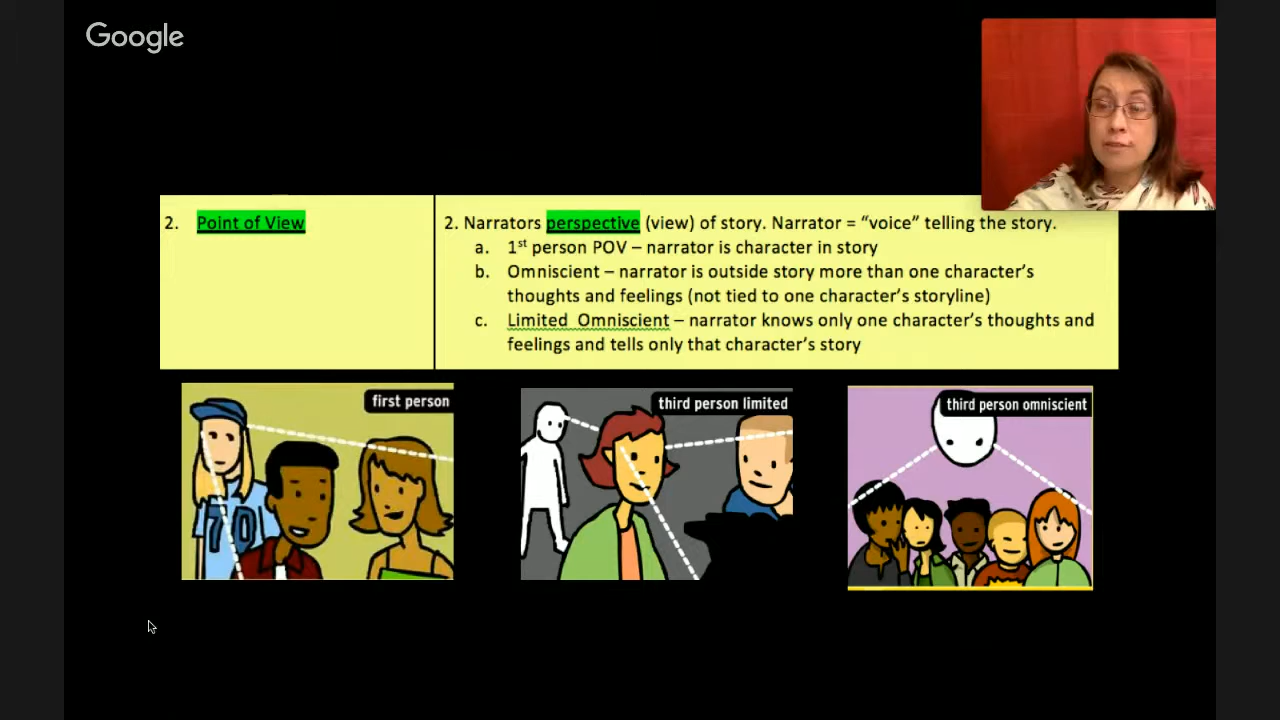 Google
2. Point of View
2. Narrators perspective (view) of story. Narrator = “voice” telling the story.
a. 1st person POV – narrator is character in story
b. Omniscient – narrator is outside story more than one character’s
thoughts and feelings (not tied to one character’s storyline)
c. Limited Omniscient – narrator knows only one character’s thoughts and
feelings and tells only that character’s story
first person
third person limited
third person omniscient
70